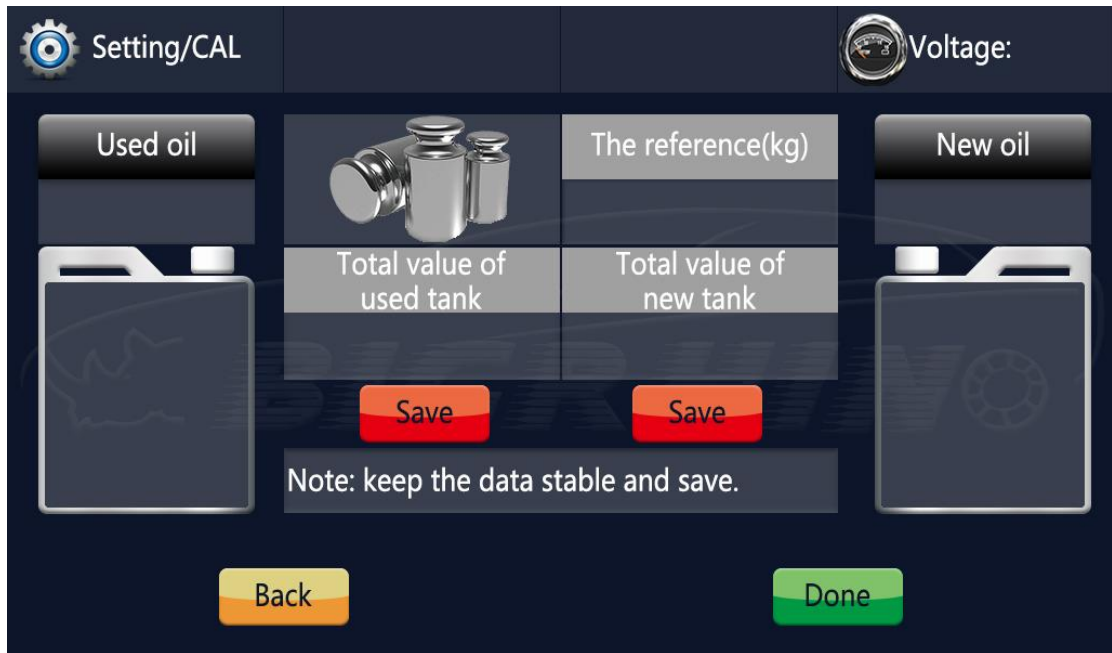 Setting/CAL
Voltage:
Used oil
The reference(kg)
New oil
Total value of
used tank
Total value of
new tank
BIGRHINO
Save
Save
Note: keep the data stable and save.
Back
Done